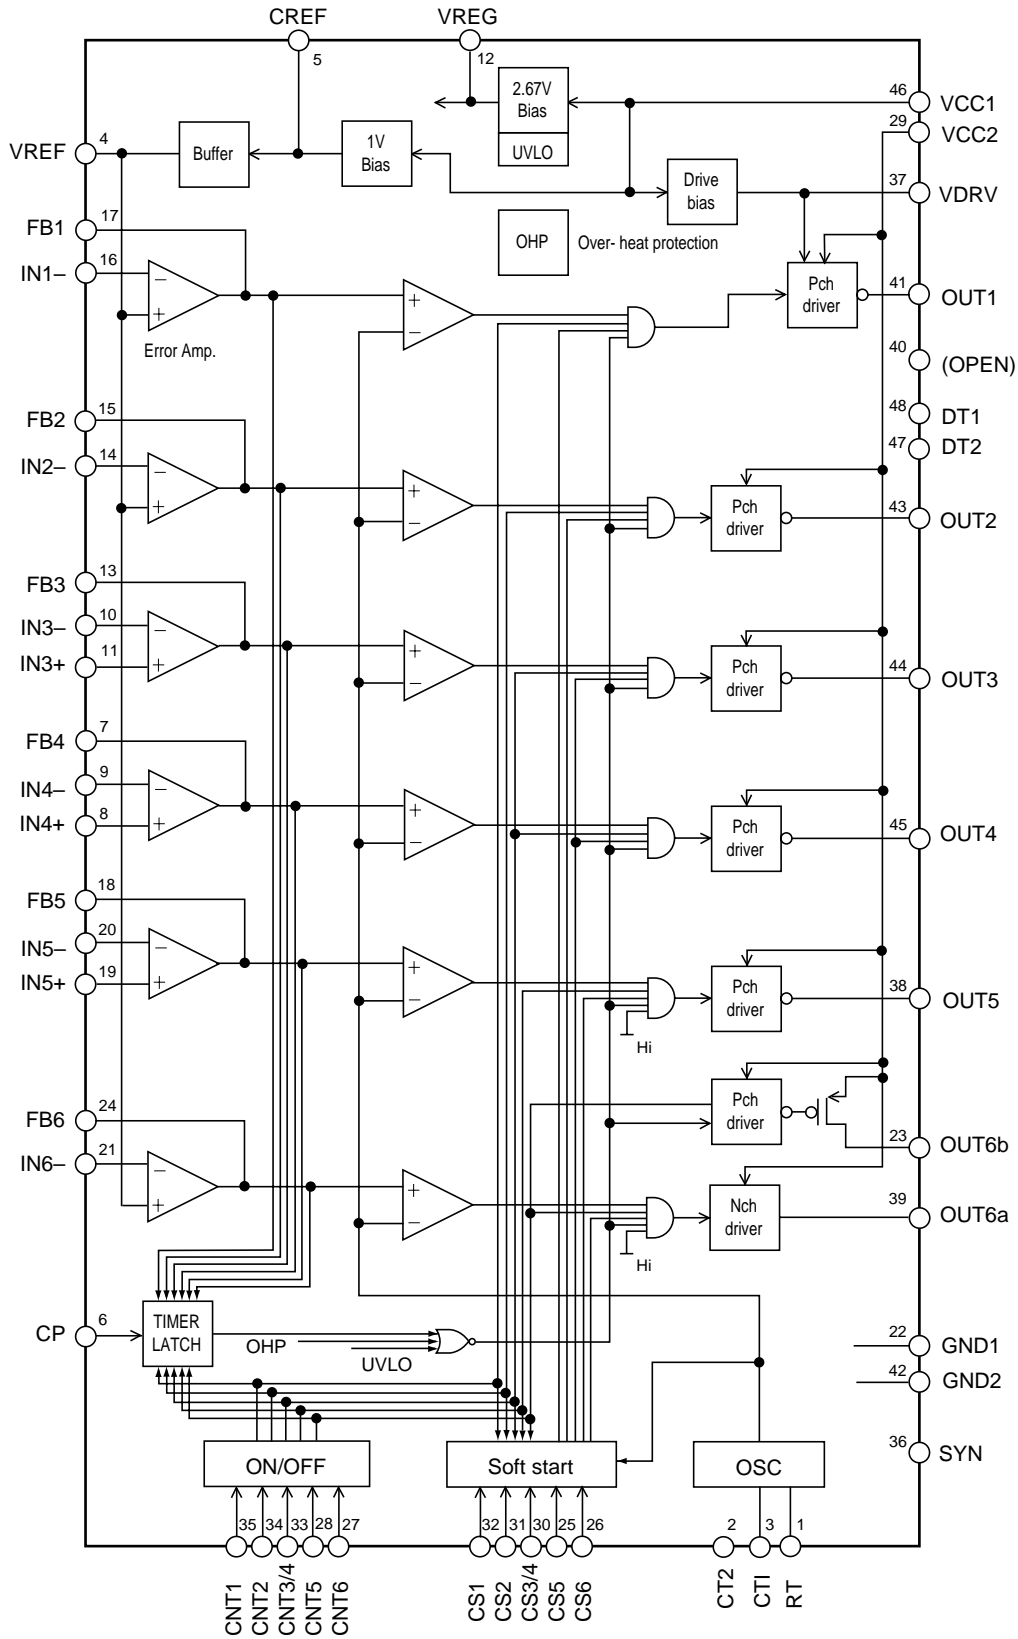 CREF
VREG
5
12
2.67V
Bias
UVLO
46
VCC1
29
VCC2
VREF
4
Buffer
1V
Bias
Drive
bias
37
VDRV
OHP
Over- heat protection
FB1
17
IN1–
16
−
+
Error Amp.
+
−
Pch
driver
41
OUT1
40
(OPEN)
48
DT1
47
DT2
FB2
15
IN2–
14
−
+
+
−
Pch
driver
43
OUT2
FB3
13
IN3–
10
IN3+
11
−
+
+
−
Pch
driver
44
OUT3
FB4
7
IN4–
9
IN4+
8
−
+
+
−
Pch
driver
45
OUT4
FB5
18
IN5–
20
IN5+
19
−
+
+
−
Hi
Pch
driver
38
OUT5
FB6
24
IN6–
21
−
+
+
−
Hi
Pch
driver
23
OUT6b
Nch
driver
39
OUT6a
CP
6
TIMER
LATCH
OHP
UVLO
22
GND1
42
GND2
36
SYN
ON/OFF
Soft start
OSC
35
34
33
28
27
32
31
30
25
26
2
3
1
CNT1
CNT2
CNT3/4
CNT5
CNT6
CS1
CS2
CS3/4
CS5
CS6
CT2
CTI
RT